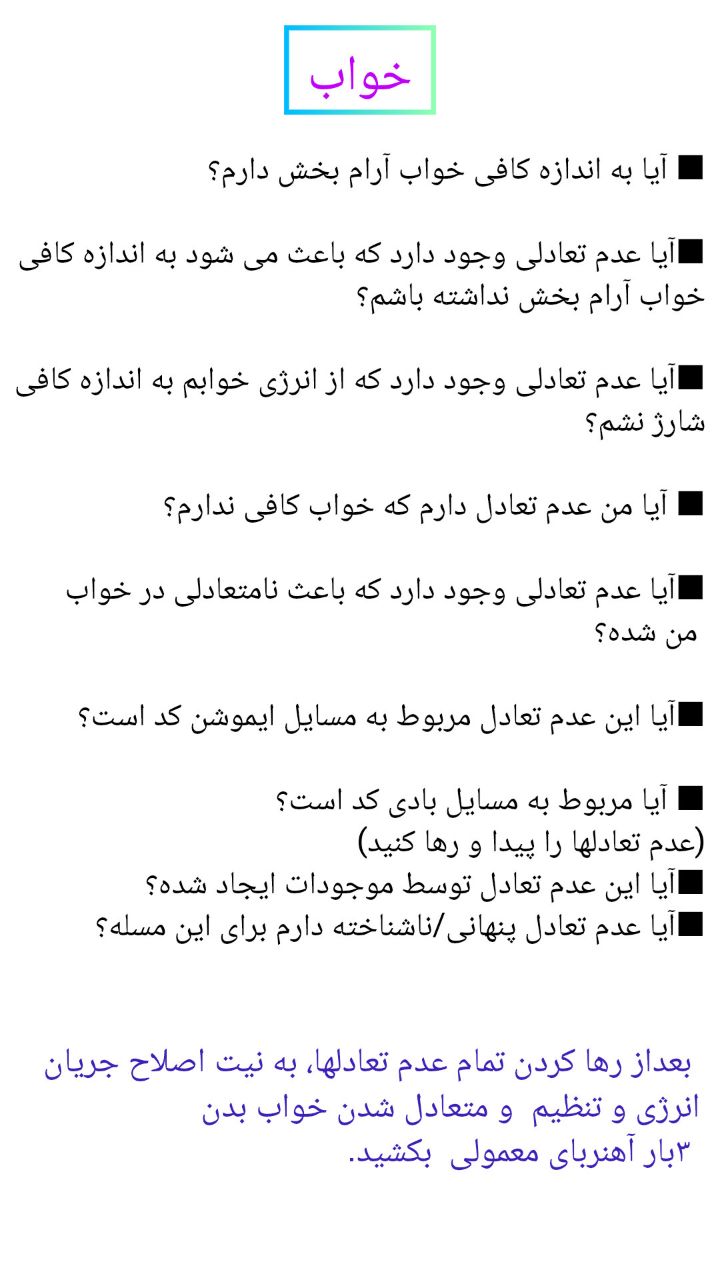 خواب
■ آیا به اندازه کافی خواب آرام بخش دارم؟
■آیا عدم تعادلی وجود دارد که باعث می شود به اندازه کافی
خواب آرام بخش نداشته باشم؟
■آیا عدم تعادلی وجود دارد که از انرژی خوابم به اندازه کافی
شارژ نشم؟
■ آیا من عدم تعادل دارم که خواب کافی ندارم؟
■آیا عدم تعادلی وجود دارد که باعث نامتعادلی در خواب
من شده؟
■آیا این عدم تعادل مربوط به مسایل ایموشن کد است؟
■ آیا مربوط به مسایل بادی کد است؟
(عدم تعادلها را پیدا و رها کنید)
■آیا این عدم تعادل توسط موجودات ایجاد شده؟
■آیا عدم تعادل پنهانی/ناشناخته دارم برای این مسله؟
بعداز رها کردن تمام عدم تعادلها، به نیت اصلاح جریان
انرژی و تنظیم و متعادل شدن خواب بدن
۳بار آهنربای معمولی بکشید.